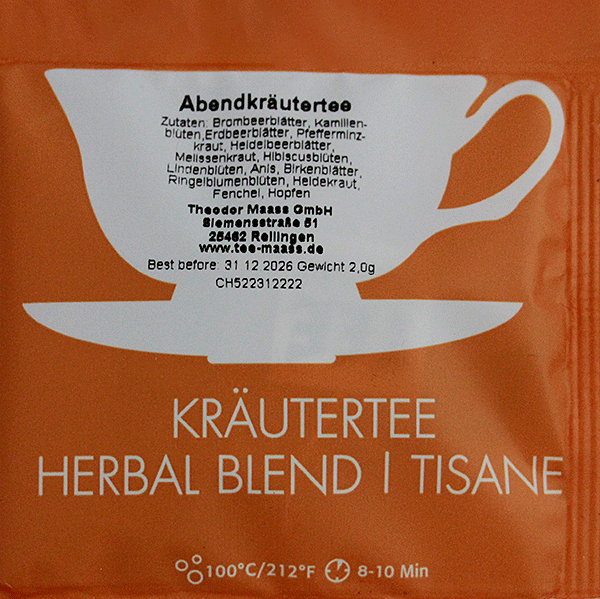 Abendkräutertee
Zutaten: Brombeerblätter, Kamillen-
blüten,Erdbeerblätter, Pfefferminz-
kraut, Heidelbeerblätter,
Melissenkraut, Hibiscusblüten,
Lindenblüten, Anis, Birkenblätter,
Ringelblumenblüten, Heidekraut,
Fenchel, Hopfen
Theodor Maass GmbH
Siemensstraße 51
25462 Rellingen
www.tee-maass.de
Best before: 31 12 2026 Gewicht 2,0g
CH522312222
KRÄUTERTEE
HERBAL BLEND | TISANE
100°C/212°F 8-10 Min